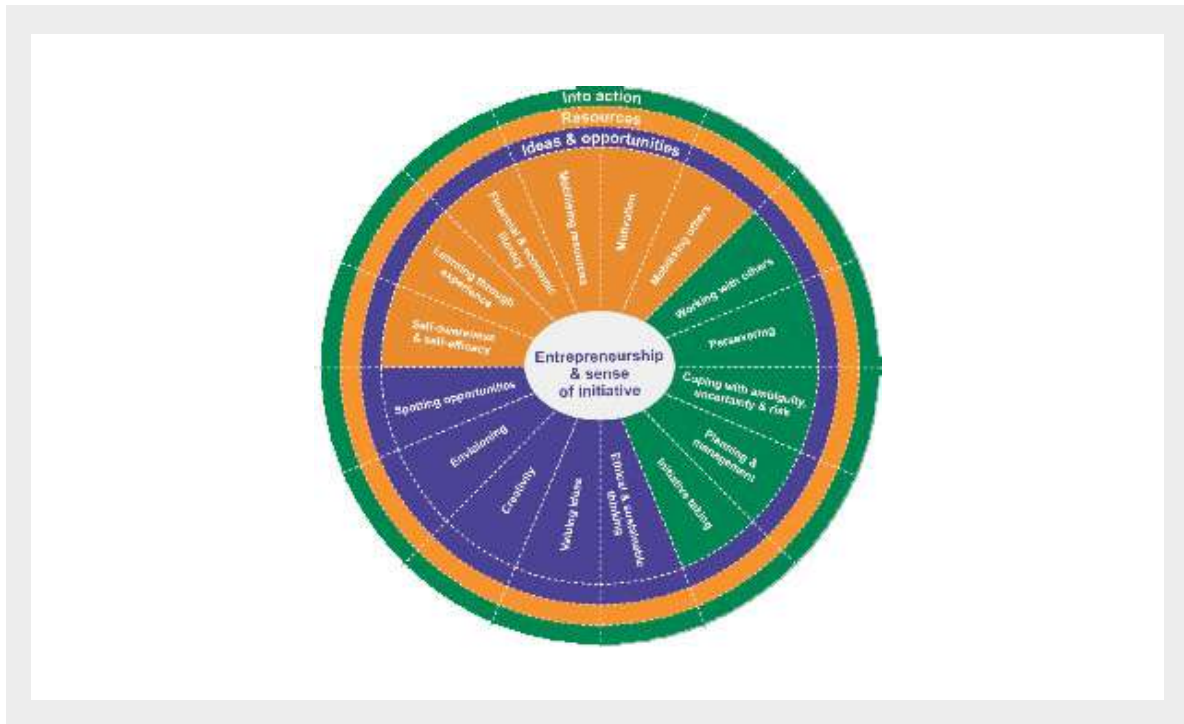 Into action
Resources
Ideas & opportunities
Mobilising resources
Motivation
Mobilising others
Financial & economic
literacy
Learning through
experience
Self-awareness
& self-efficacy
Working with others
Persevering
Coping with ambiguity,
uncertainty & risk
Planning &
management
Initiative taking
Entrepreneurship
& sense
of initiative
Spotting opportunities
Envisioning
Creativity
Valuing ideas
Ethical & sustainable
thinking